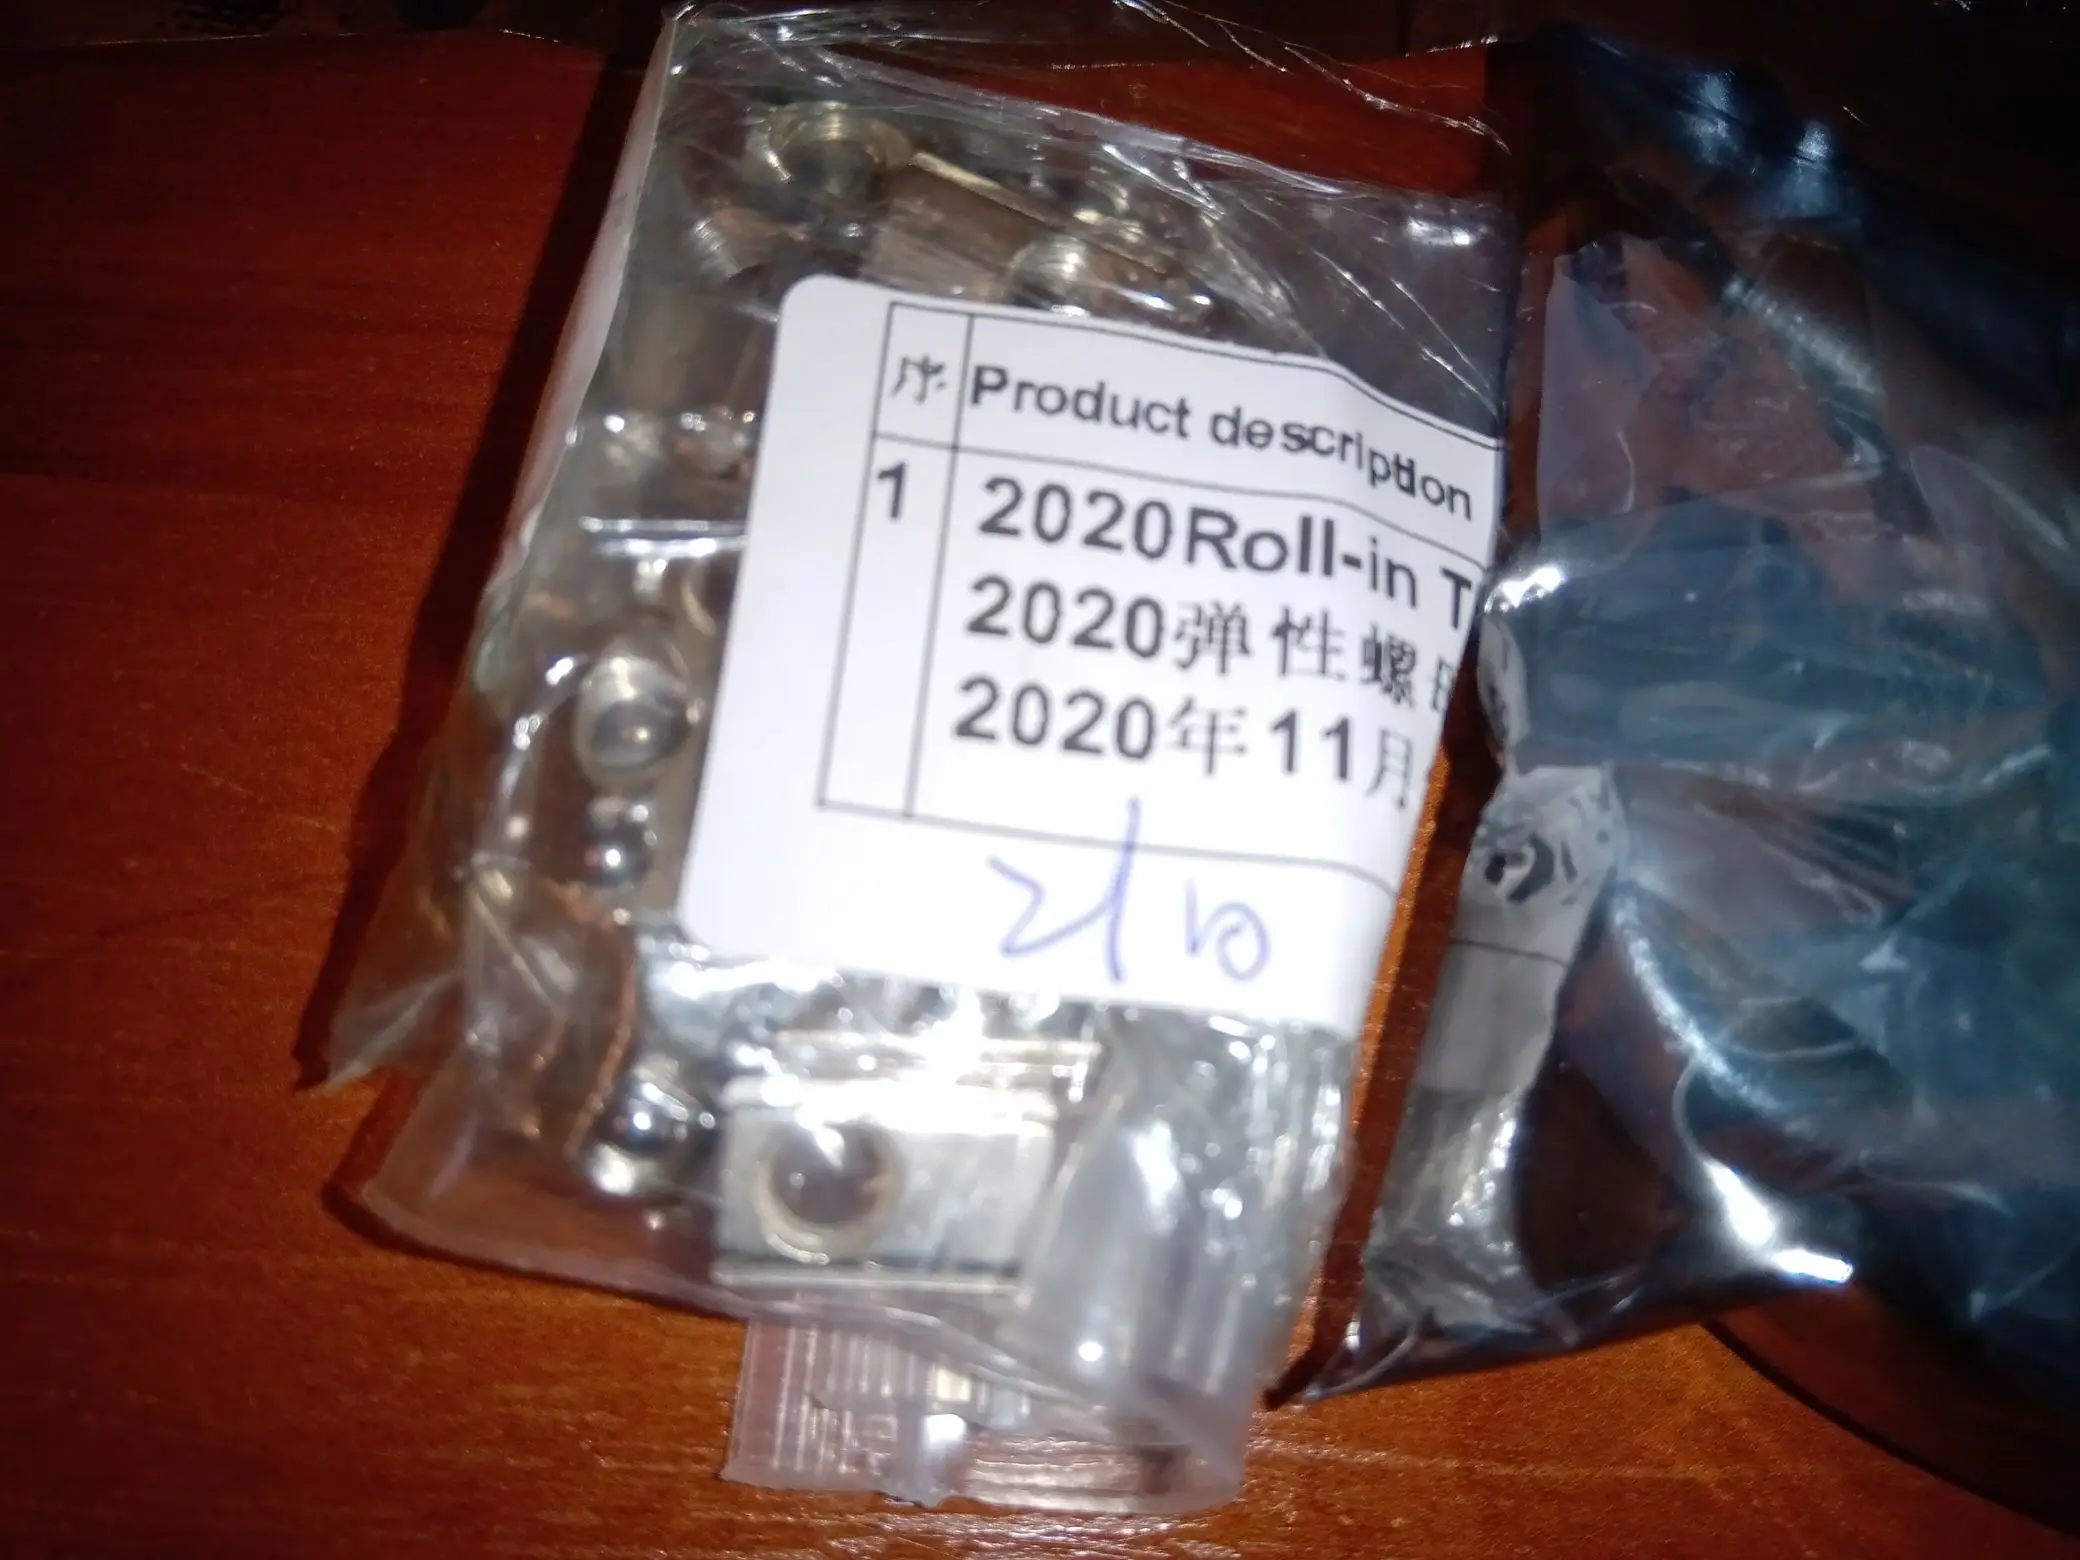 序 Product description
1 2020Roll-in T
2020弹性螺
2020年11月